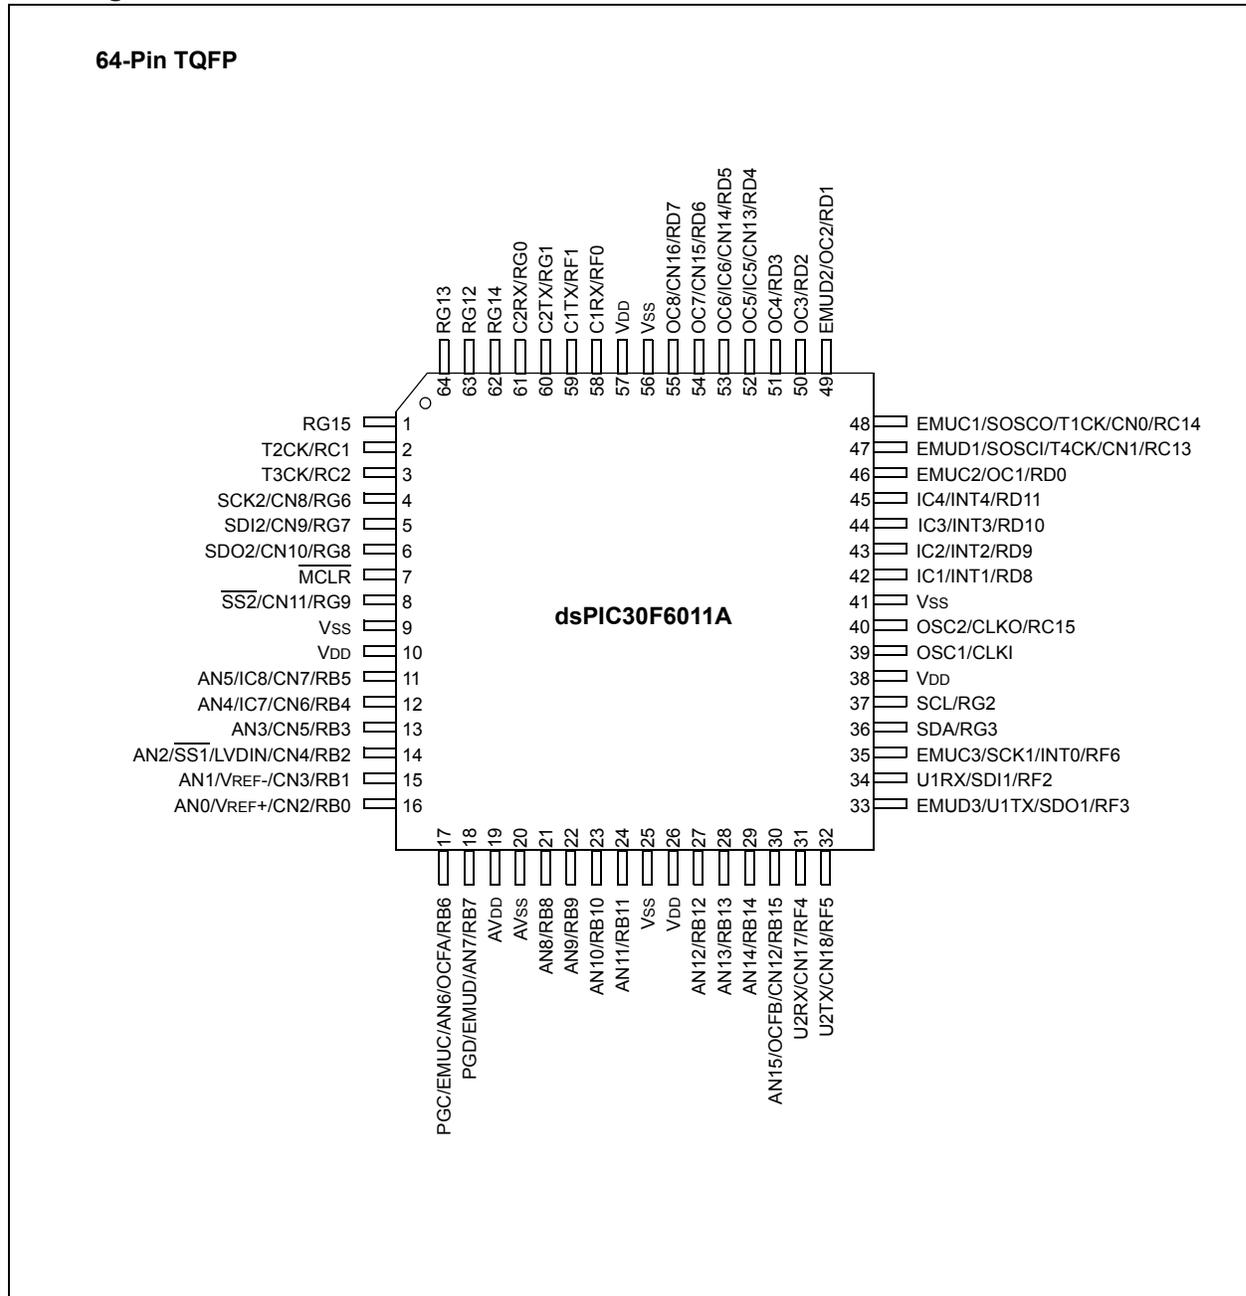 64-Pin TQFP
RG13
RG12
RG14
C2RX/RG0
C2TX/RG1
C1TX/RF1
C1RX/RF0
VDD
VSS
OC8/CN16/RD7
OC7/CN15/RD6
OC6/IC6/CN14/RD5
OC5/IC5/CN13/RD4
OC4/RD3
OC3/RD2
EMUD2/OC2/RD1
64
63
62
61
60
59
58
57
56
55
54
53
52
51
50
49
RG15 1
T2CK/RC1 2
T3CK/RC2 3
SCK2/CN8/RG6 4
SDI2/CN9/RG7 5
SDO2/CN10/RG8 6
MCLR 7
SS2/CN11/RG9 8
VSS 9
VDD 10
AN5/IC8/CN7/RB5 11
AN4/IC7/CN6/RB4 12
AN3/CN5/RB3 13
AN2/SS1/LVDIN/CN4/RB2 14
AN1/VREF-/CN3/RB1 15
AN0/VREF+/CN2/RB0 16
dsPIC30F6011A
48 EMUC1/SOSCO/T1CK/CN0/RC14
47 EMUD1/SOSCI/T4CK/CN1/RC13
46 EMUC2/OC1/RD0
45 IC4/INT4/RD11
44 IC3/INT3/RD10
43 IC2/INT2/RD9
42 IC1/INT1/RD8
41 VSS
40 OSC2/CLKO/RC15
39 OSC1/CLKI
38 VDD
37 SCL/RG2
36 SDA/RG3
35 EMUC3/SCK1/INT0/RF6
34 U1RX/SDI1/RF2
33 EMUD3/U1TX/SDO1/RF3
17
18
19
20
21
22
23
24
25
26
27
28
29
30
31
32
PGC/EMUC/AN6/OCFA/RB6
PGD/EMUD/AN7/RB7
AVDD
AVSS
AN8/RB8
AN9/RB9
AN10/RB10
AN11/RB11
VSS
VDD
AN12/RB12
AN13/RB13
AN14/RB14
AN15/OCFB/CN12/RB15
U2RX/CN17/RF4
U2TX/CN18/RF5